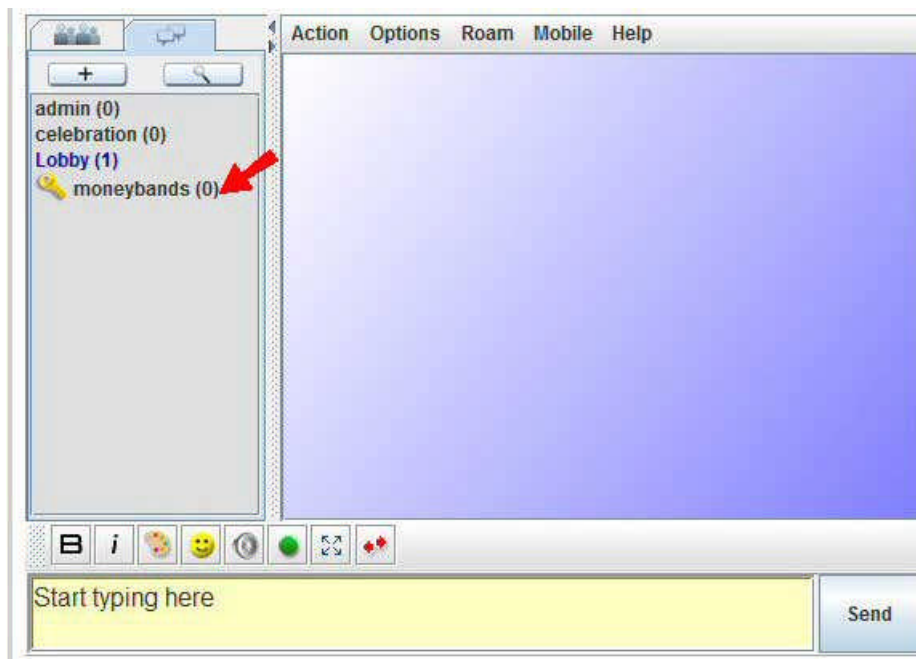 Action Options Roam Mobile Help
+
admin (0)
celebration (0)
Lobby (1)
moneybands (0)
B i
Start typing here
Send